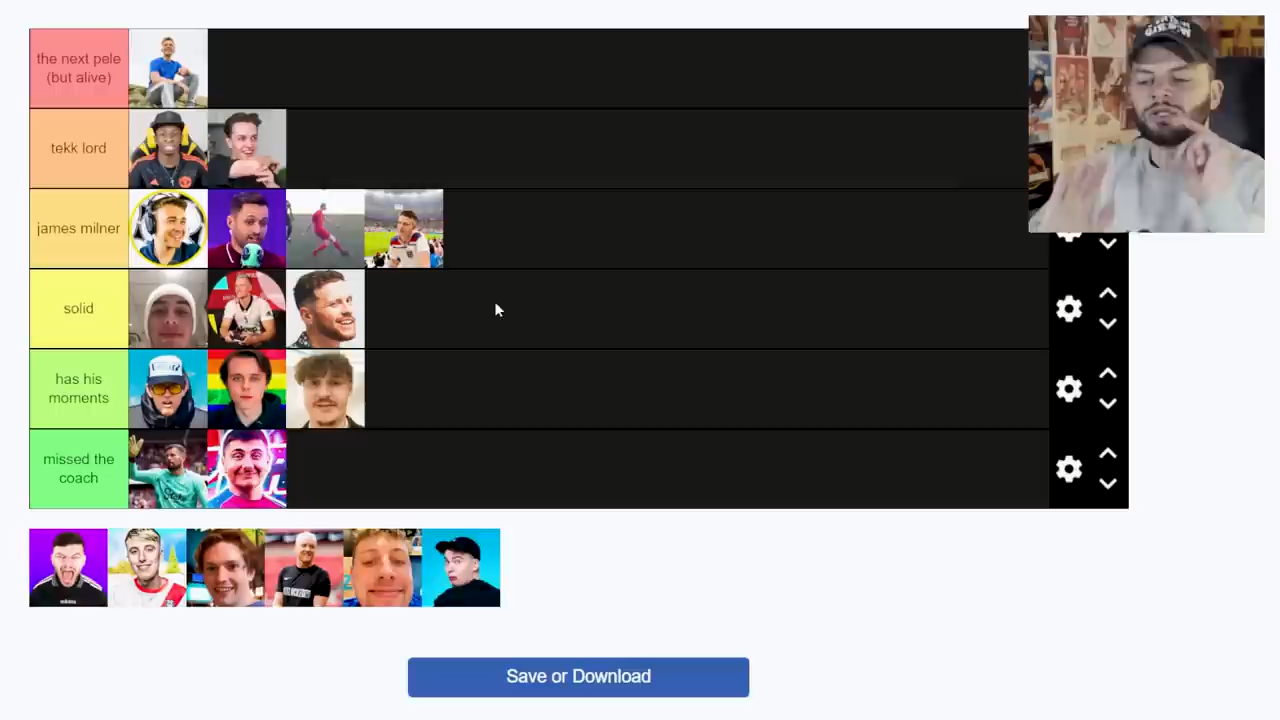 the next pele
(but alive)
tekk lord
james milner
solid
has his
moments
missed the
coach
Save or Download